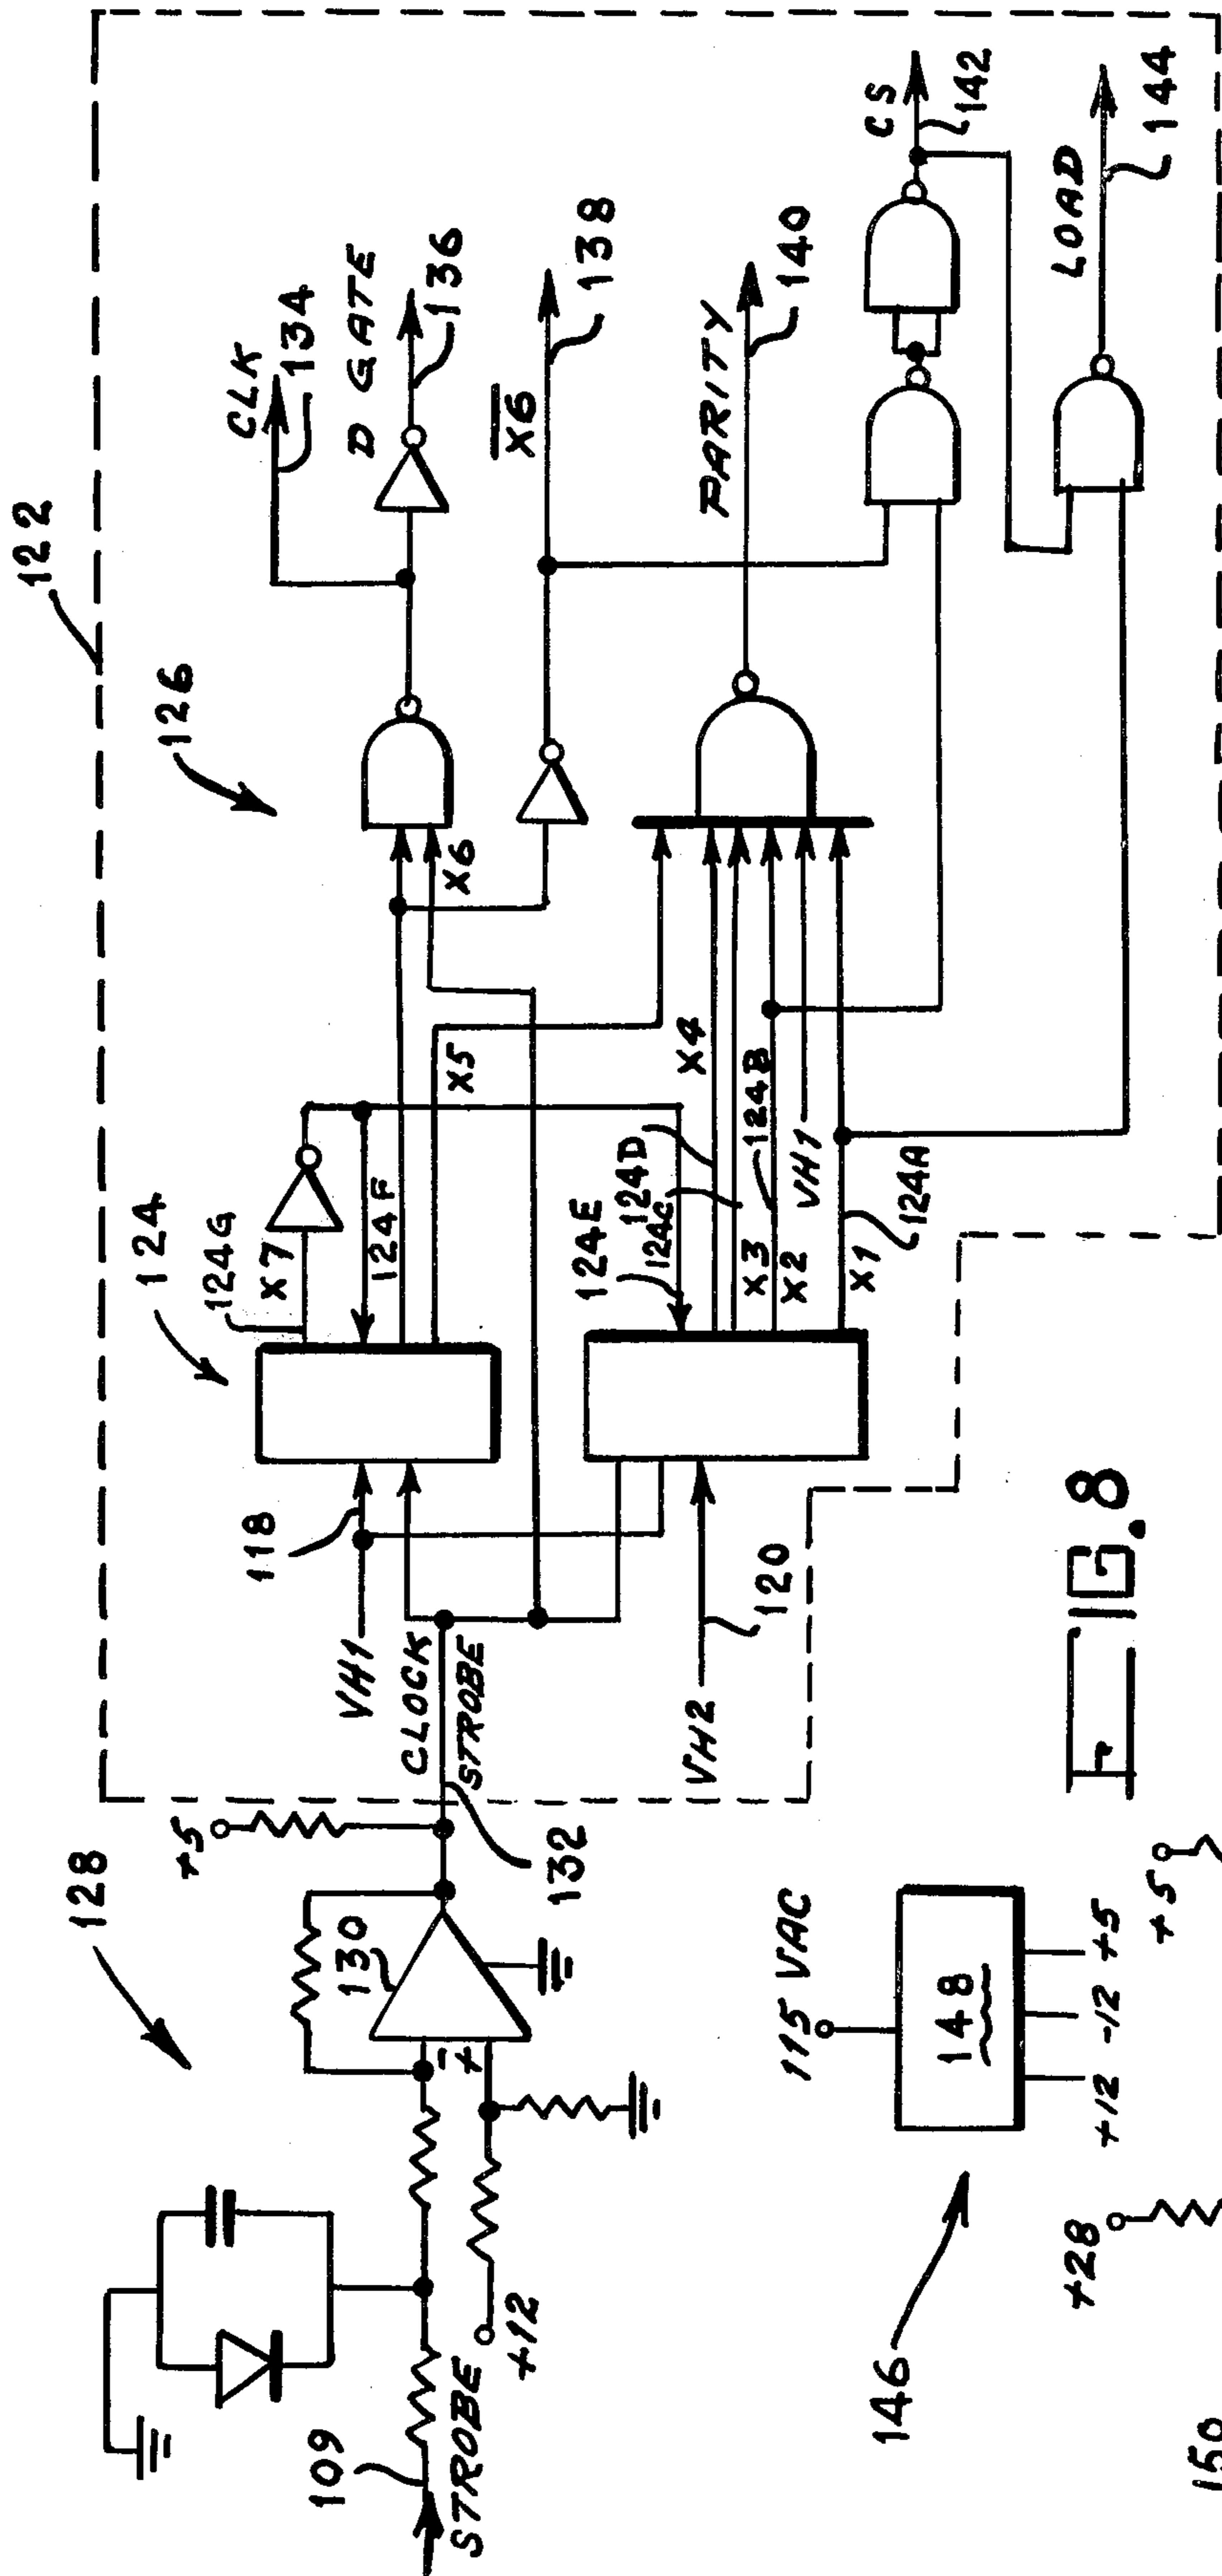 122
126
124
128
CLK
134
D GATE
136
X6
138
PARITY
140
CS
142
LOAD
144
X6
X5
X4
124G
X7
124F
124E
124D
124C
X3
124B
X2
VH1
X1
124A
118
VH1
CLOCK
STROBE
VH2
120
132
+5
130
-
+
+12
109
STROBE
115 VAC
148
+12 -12 +5
146
+28
+5
150
FIG. 8